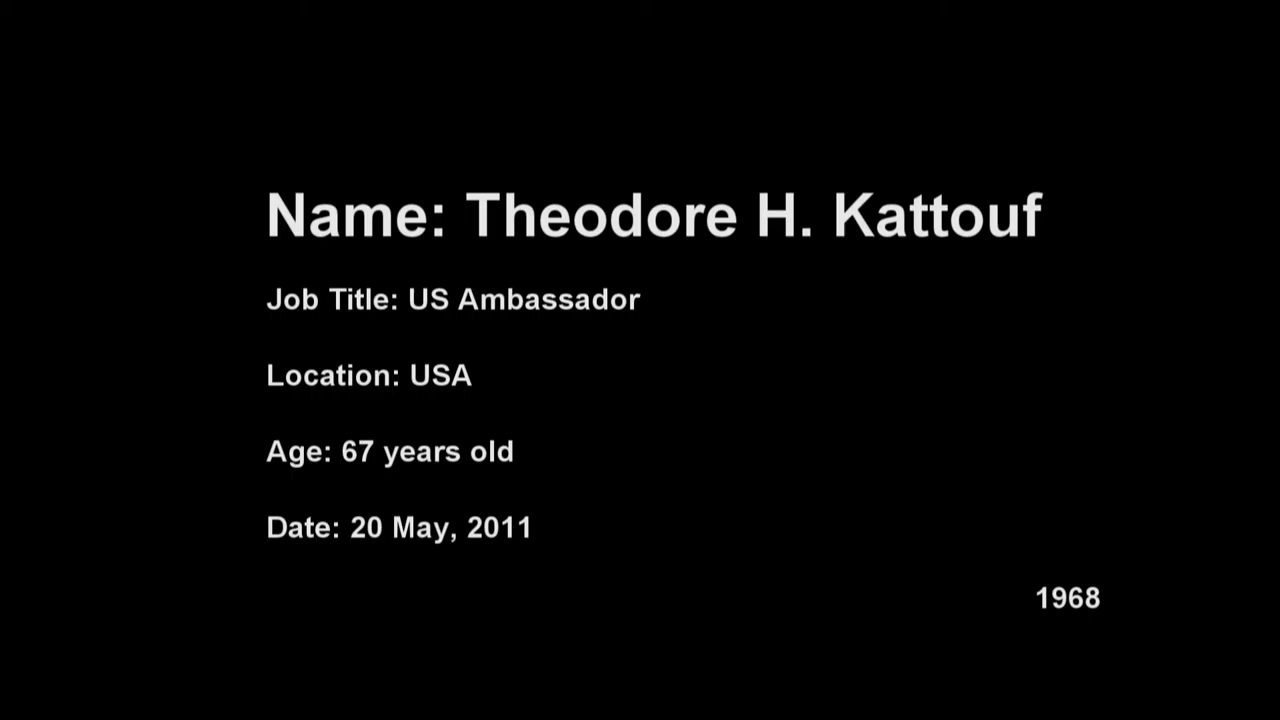 Name: Theodore H. Kattouf
Job Title: US Ambassador
Location: USA
Age: 67 years old
Date: 20 May, 2011
1968